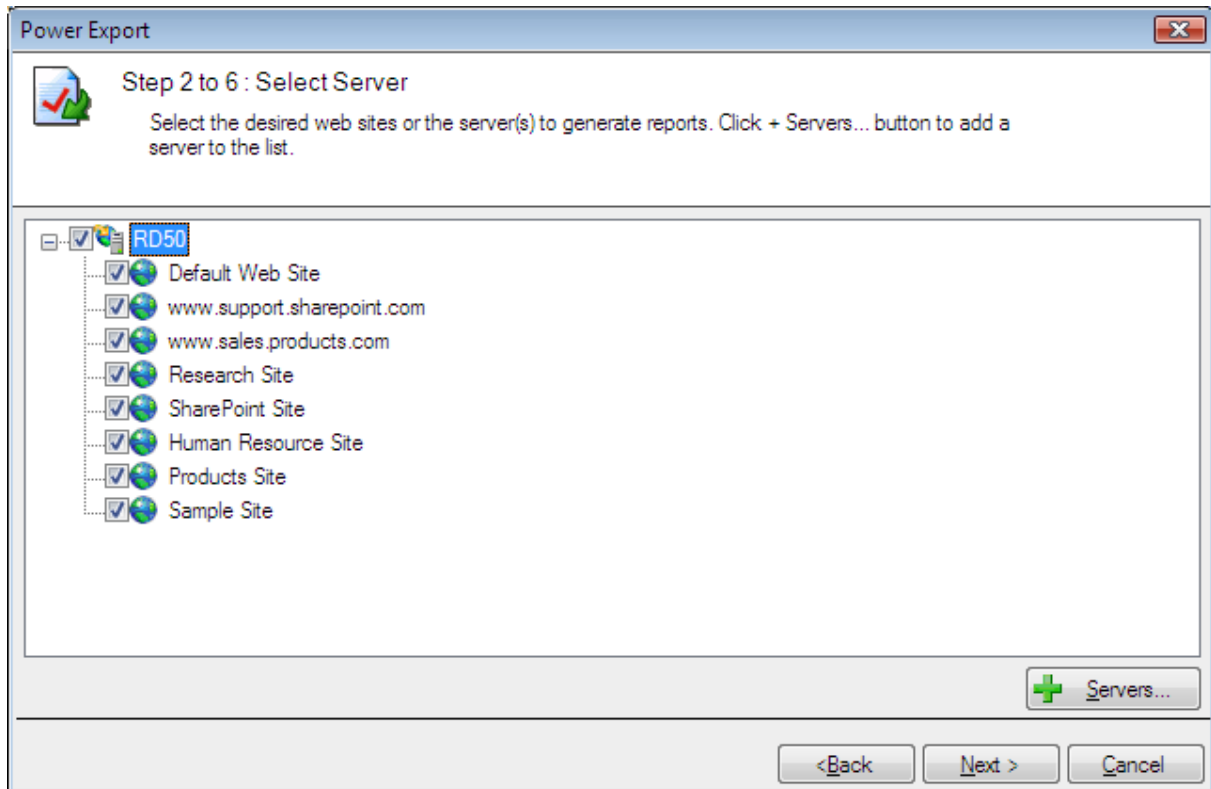 Power Export
Step 2 to 6 : Select Server
Select the desired web sites or the server(s) to generate reports. Click + Servers... button to add a
server to the list.
RD50
Default Web Site
www.support.sharepoint.com
www.sales.products.com
Research Site
SharePoint Site
Human Resource Site
Products Site
Sample Site
Servers...
<Back Next > Cancel